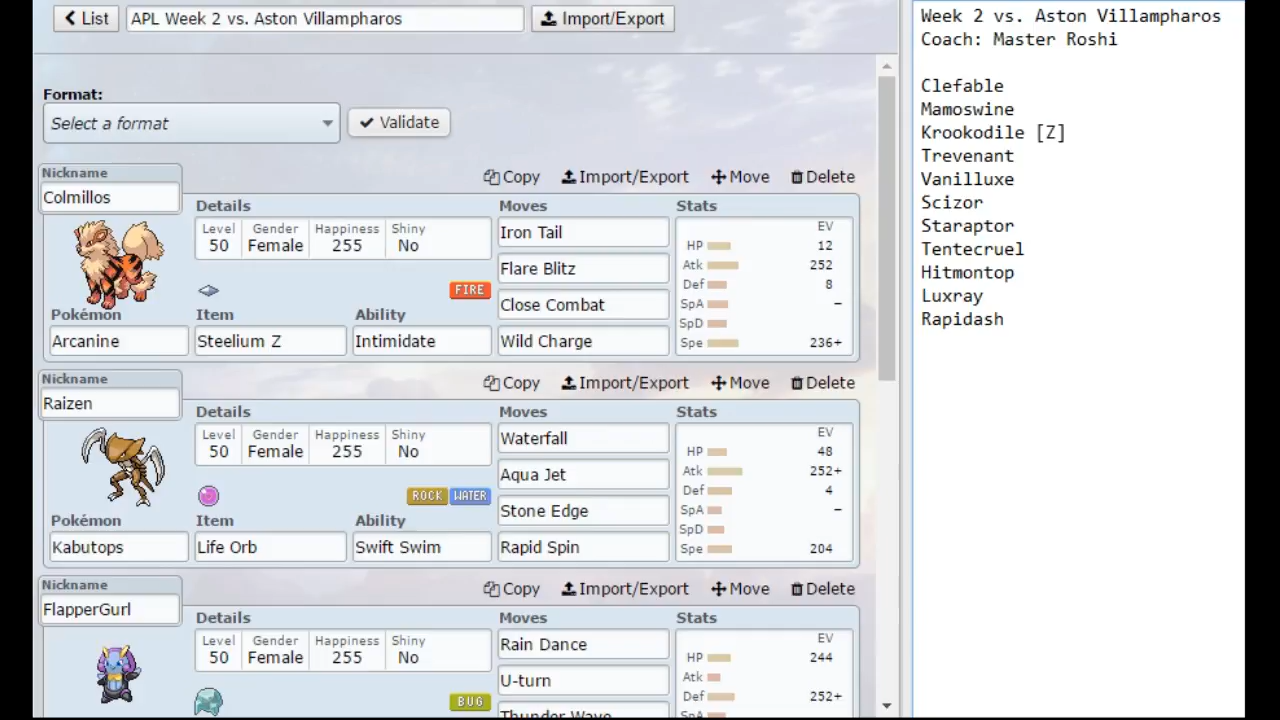 List
APL Week 2 vs. Aston Villampharos
Import/Export
Format:
Select a format
Validate
Nickname
Colmillos
Copy
Import/Export
Move
Delete
Details
Level
50
Gender
Female
Happiness
255
Shiny
No
FIRE
Pokémon
Arcanine
Item
Steelium Z
Ability
Intimidate
Moves
Iron Tail
Flare Blitz
Close Combat
Wild Charge
Stats
EV
HP 12
Atk 252
Def 8
SpA –
SpD
Spe 236+
Nickname
Raizen
Copy
Import/Export
Move
Delete
Details
Level
50
Gender
Female
Happiness
255
Shiny
No
ROCK WATER
Pokémon
Kabutops
Item
Life Orb
Ability
Swift Swim
Moves
Waterfall
Aqua Jet
Stone Edge
Rapid Spin
Stats
EV
HP 48
Atk 252+
Def 4
SpA –
SpD
Spe 204
Nickname
FlapperGurl
Copy
Import/Export
Move
Delete
Details
Level
50
Gender
Female
Happiness
255
Shiny
No
BUG
Moves
Rain Dance
U-turn
Thunder Wave
Stats
EV
HP 244
Atk
Def 252+
SpA
Week 2 vs. Aston Villampharos
Coach: Master Roshi
Clefable
Mamoswine
Krookodile [Z]
Trevenant
Vanilluxe
Scizor
Staraptor
Tentecruel
Hitmontop
Luxray
Rapidash